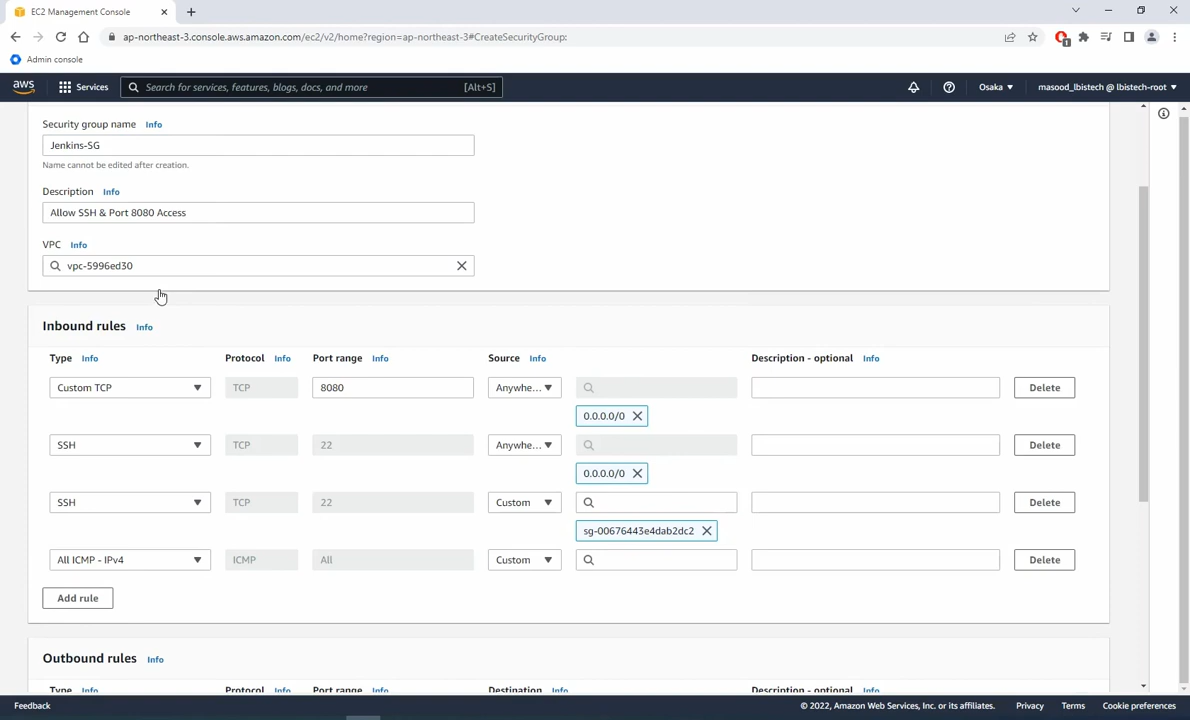 EC2 Management Console
ap-northeast-3.console.aws.amazon.com/ec2/v2/home?region=ap-northeast-3#CreateSecurityGroup:
1
Admin console
aws
Services
Search for services, features, blogs, docs, and more
[Alt+S]
Osaka
masood_lbistech @ lbistech-root
Security group name Info
Jenkins-SG
Name cannot be edited after creation.
Description Info
Allow SSH & Port 8080 Access
VPC Info
vpc-5996ed30
Inbound rules Info
Type Info Protocol Info Port range Info Source Info Description - optional Info
Custom TCP TCP 8080 Anywhe... Delete
0.0.0.0/0
SSH TCP 22 Anywhe... Delete
0.0.0.0/0
SSH TCP 22 Custom Delete
sg-00676443e4dab2dc2
All ICMP - IPv4 ICMP All Custom Delete
Add rule
Outbound rules Info
Type Info Protocol Info Port range Info Destination Info Description - optional Info
Feedback
© 2022, Amazon Web Services, Inc. or its affiliates. Privacy Terms Cookie preferences